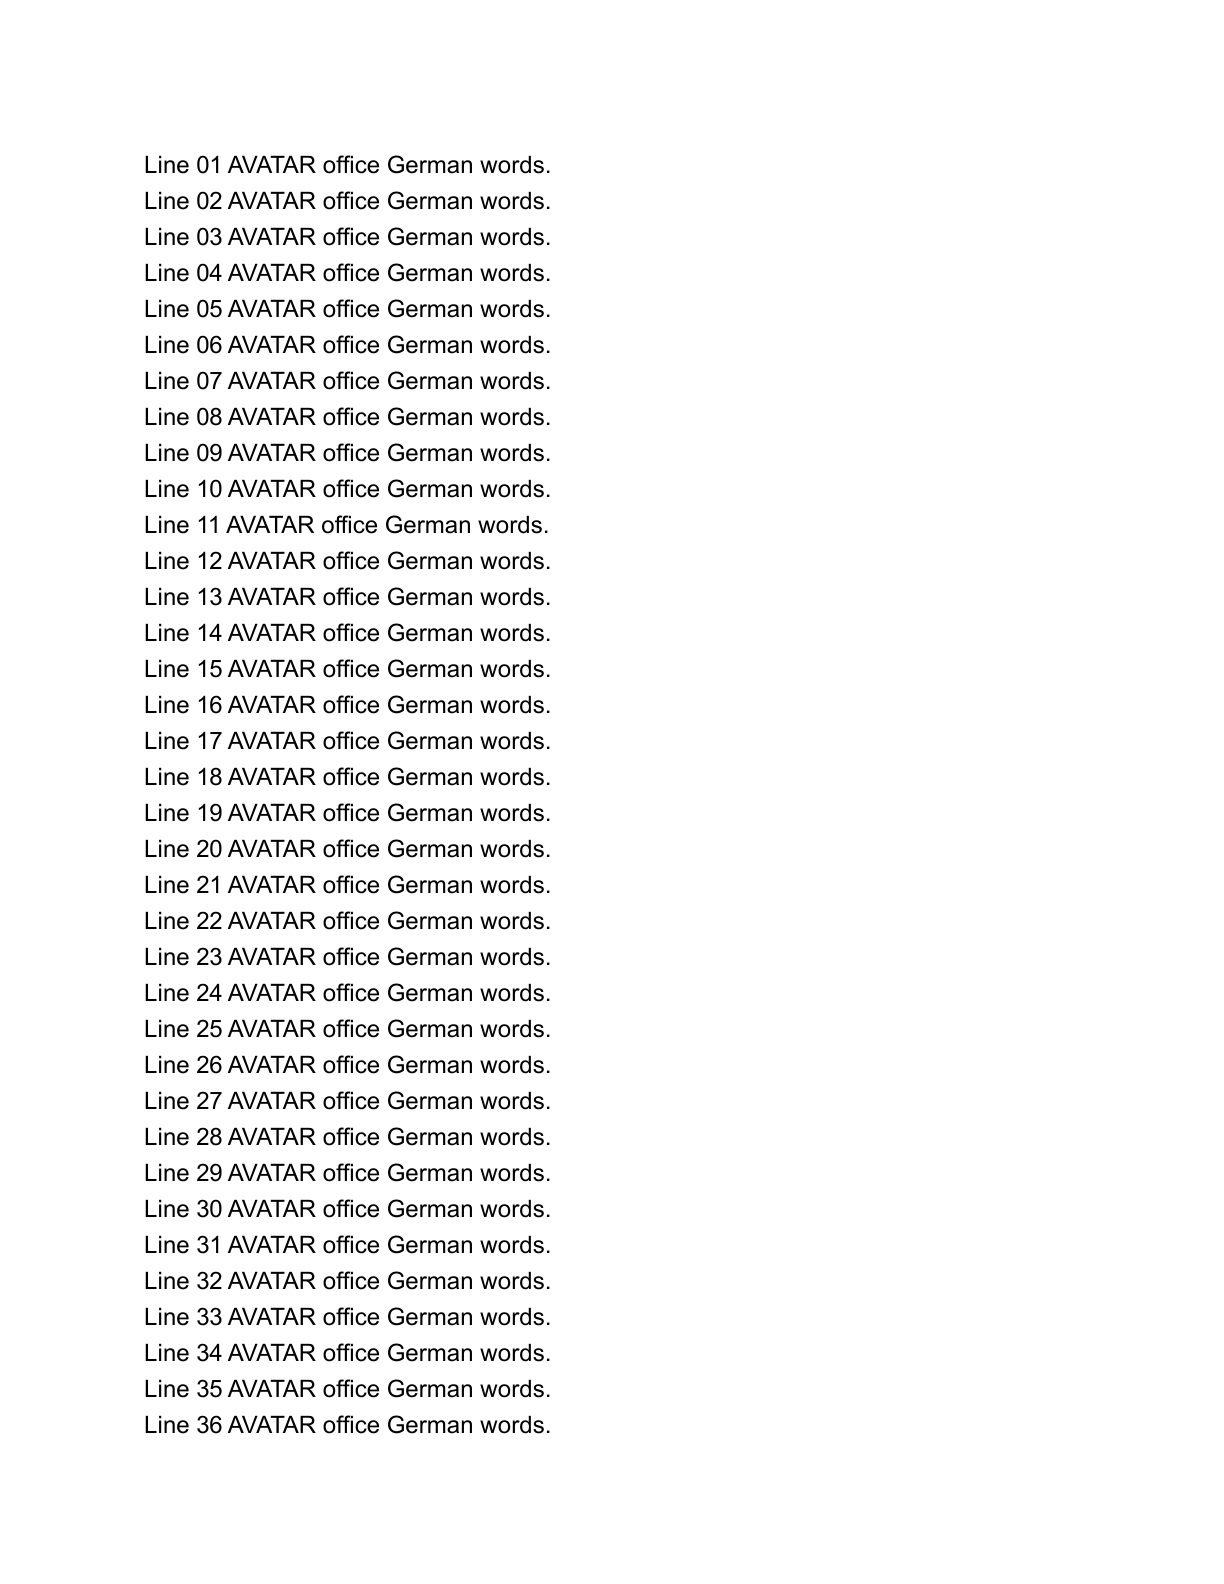 Line 01 AVATAR office German words.
Line 02 AVATAR office German words.
Line 03 AVATAR office German words.
Line 04 AVATAR office German words.
Line 05 AVATAR office German words.
Line 06 AVATAR office German words.
Line 07 AVATAR office German words.
Line 08 AVATAR office German words.
Line 09 AVATAR office German words.
Line 10 AVATAR office German words.
Line 11 AVATAR office German words.
Line 12 AVATAR office German words.
Line 13 AVATAR office German words.
Line 14 AVATAR office German words.
Line 15 AVATAR office German words.
Line 16 AVATAR office German words.
Line 17 AVATAR office German words.
Line 18 AVATAR office German words.
Line 19 AVATAR office German words.
Line 20 AVATAR office German words.
Line 21 AVATAR office German words.
Line 22 AVATAR office German words.
Line 23 AVATAR office German words.
Line 24 AVATAR office German words.
Line 25 AVATAR office German words.
Line 26 AVATAR office German words.
Line 27 AVATAR office German words.
Line 28 AVATAR office German words.
Line 29 AVATAR office German words.
Line 30 AVATAR office German words.
Line 31 AVATAR office German words.
Line 32 AVATAR office German words.
Line 33 AVATAR office German words.
Line 34 AVATAR office German words.
Line 35 AVATAR office German words.
Line 36 AVATAR office German words.